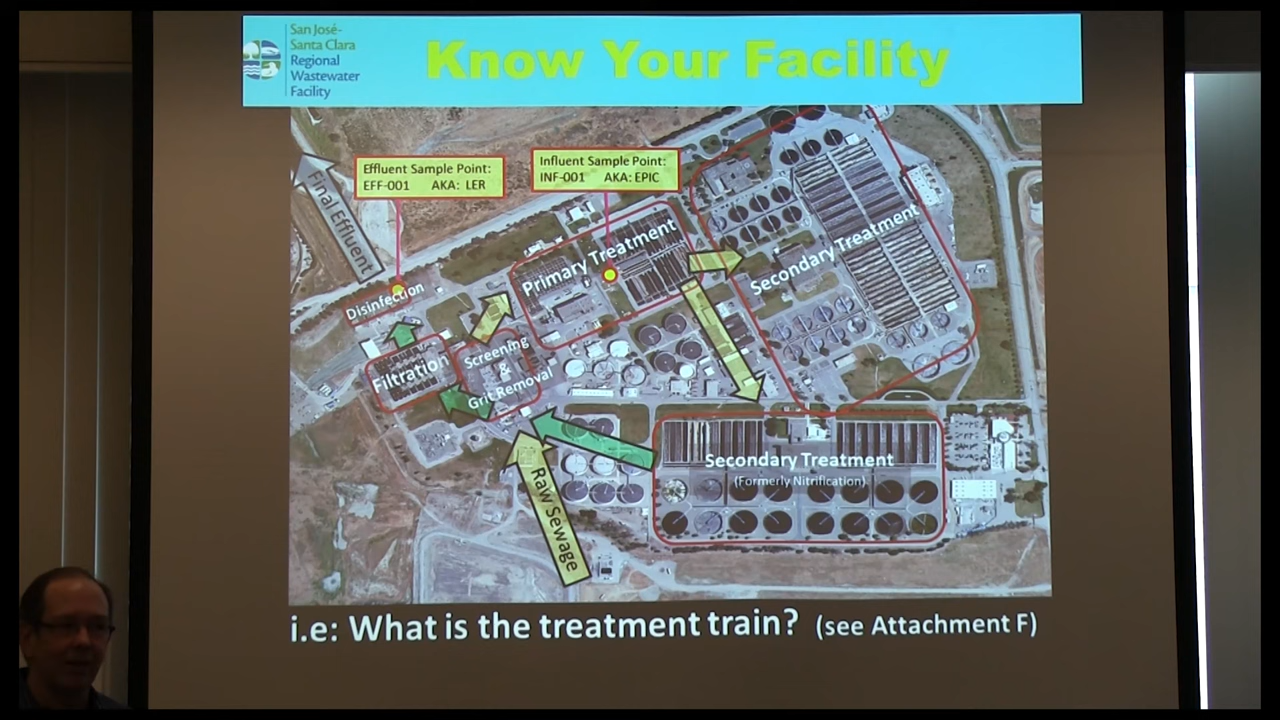 San José-
Santa Clara
Regional
Wastewater
Facility
Know Your Facility
Effluent Sample Point:
EFF-001 AKA: LER
Influent Sample Point:
INF-001 AKA: EPIC
Final Effluent
Primary Treatment
Secondary Treatment
Disinfection
Screening
&
Grit Removal
Filtration
Secondary Treatment
(Formerly Nitrification)
Raw Sewage
i.e: What is the treatment train? (see Attachment F)